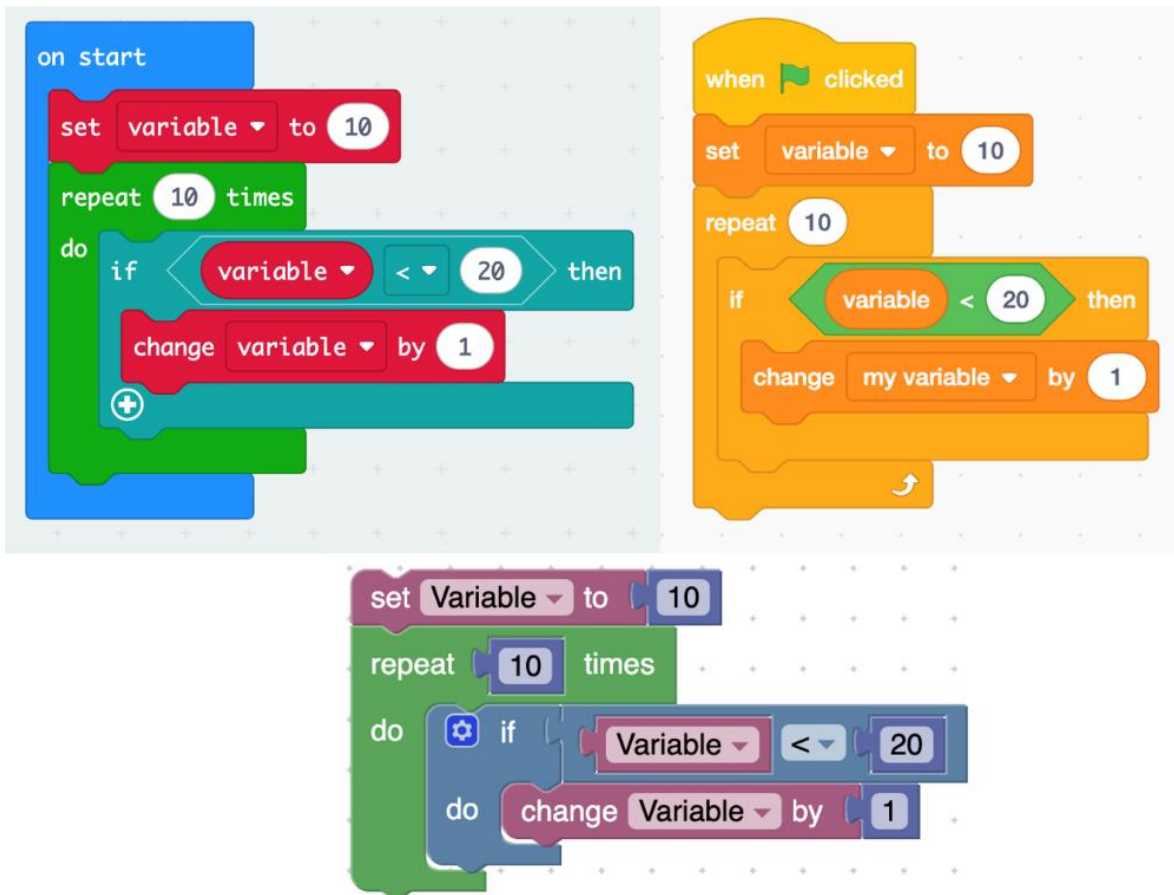 on start
set variable to 10
repeat 10 times
do
if variable < 20 then
change variable by 1
when clicked
set variable to 10
repeat 10
if variable < 20 then
change my variable by 1
set Variable to 10
repeat 10 times
do if Variable < 20
do change Variable by 1